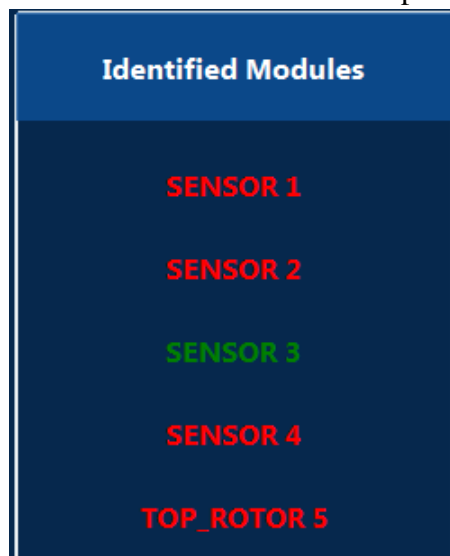 Identified Modules
SENSOR 1
SENSOR 2
SENSOR 3
SENSOR 4
TOP_ROTOR 5